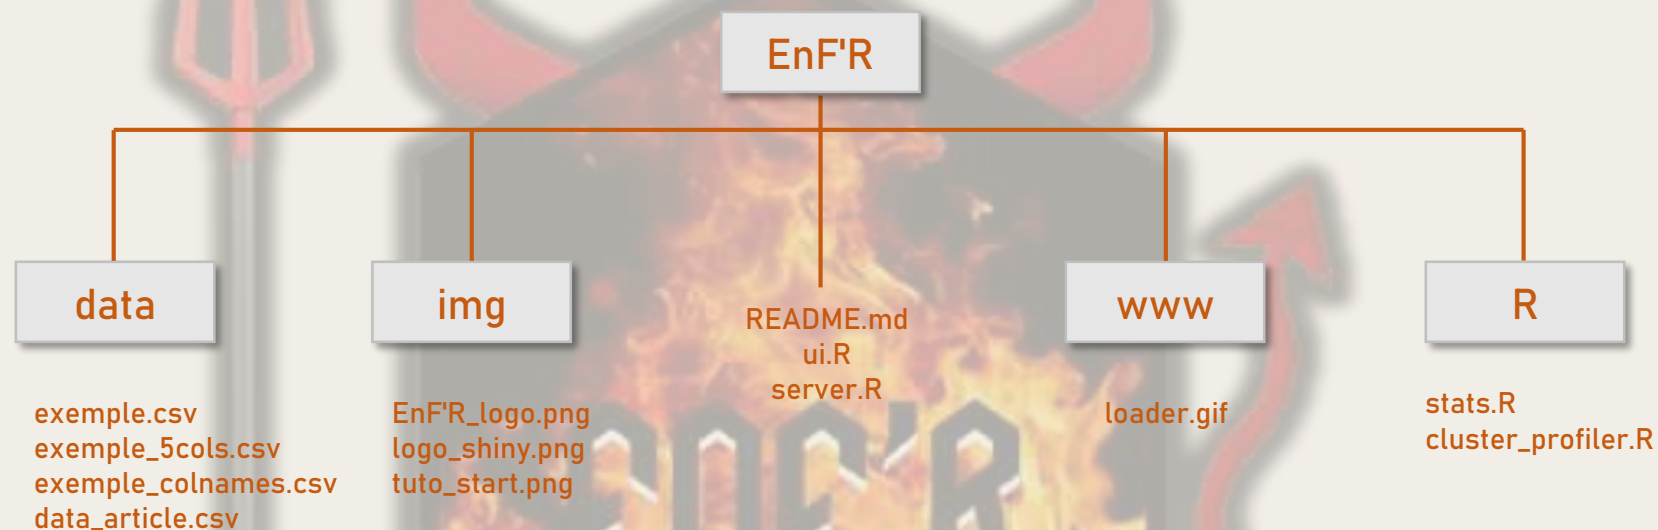 EnF'R
data
img
www
R
README.md
ui.R
server.R
exemple.csv
exemple_5cols.csv
exemple_colnames.csv
data_article.csv
EnF'R_logo.png
logo_shiny.png
tuto_start.png
loader.gif
stats.R
cluster_profiler.R
ENF'R